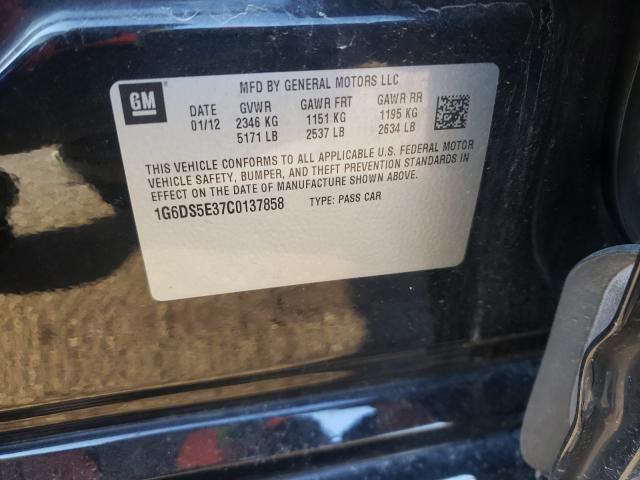 GM
MFD BY GENERAL MOTORS LLC
DATE GVWR GAWR FRT GAWR RR
01/12 2346 KG 1151 KG 1195 KG
5171 LB 2537 LB 2634 LB
THIS VEHICLE CONFORMS TO ALL APPLICABLE U.S. FEDERAL MOTOR
VEHICLE SAFETY, BUMPER, AND THEFT PREVENTION STANDARDS IN
EFFECT ON THE DATE OF MANUFACTURE SHOWN ABOVE.
1G6DS5E37C0137858 TYPE: PASS CAR